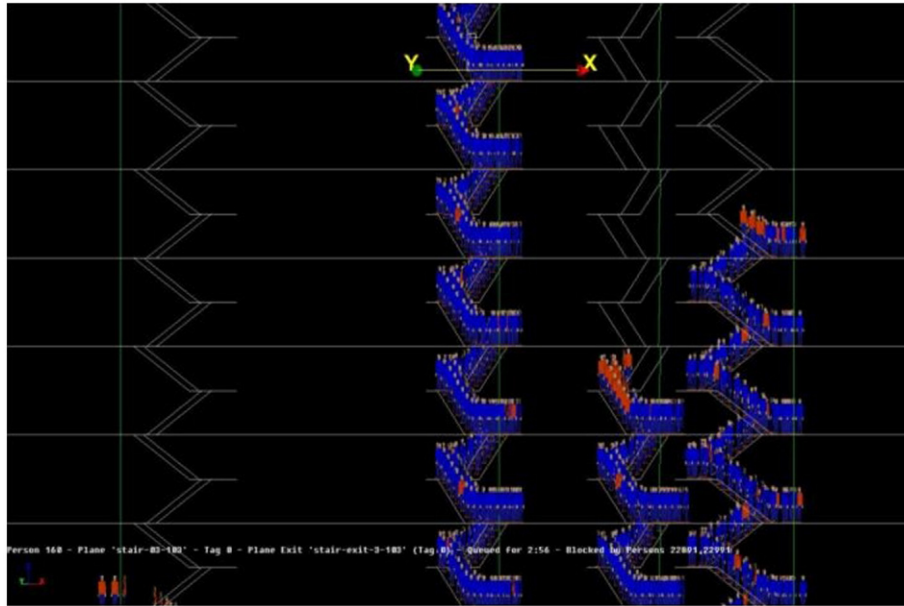 Y X
Person 160 - Plane 'stair-03-103' - Tag 0 - Plane Exit 'stair-exit-3-103' (Tag.0) - Queued for 2:56 - Blocked by Persons 22891,22991